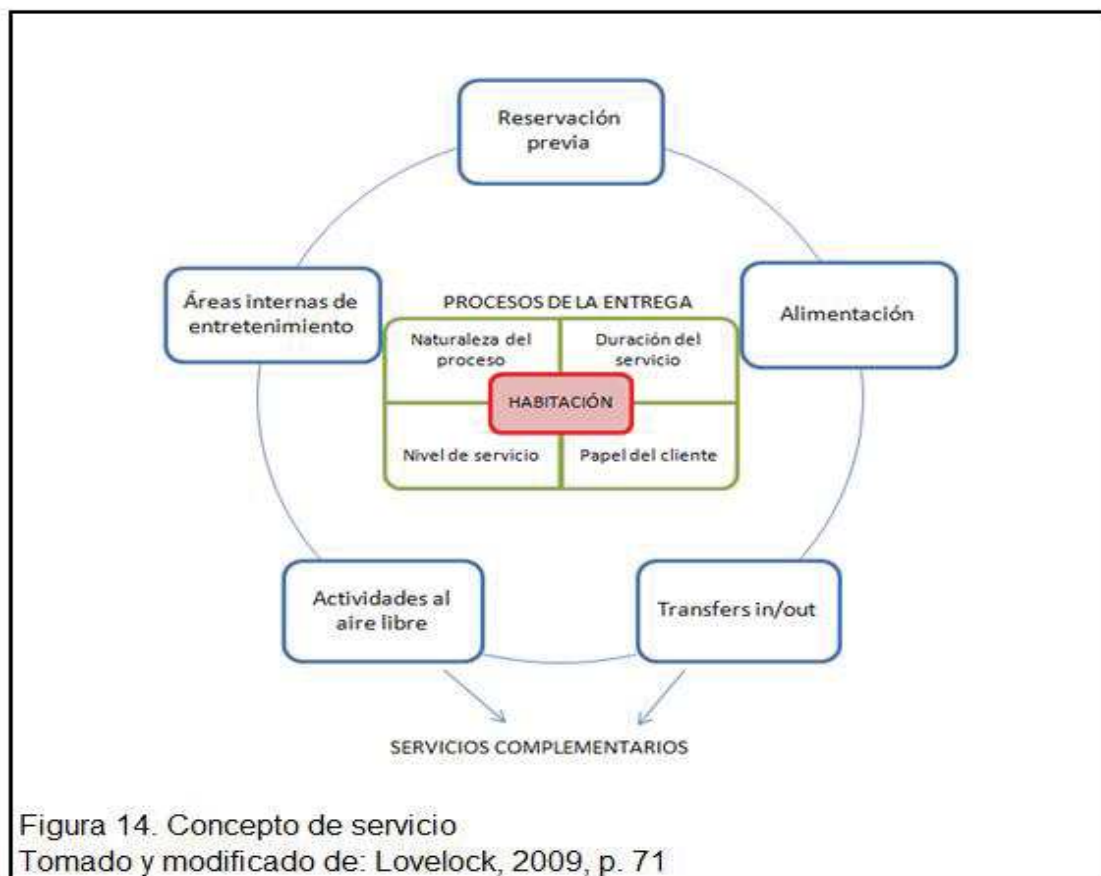 Reservación
previa
Áreas internas de
entretenimiento
PROCESOS DE LA ENTREGA
Alimentación
Naturaleza del
proceso
Duración del
servicio
HABITACIÓN
Nivel de servicio
Papel del cliente
Actividades al
aire libre
Transfers in/out
SERVICIOS COMPLEMENTARIOS
Figura 14. Concepto de servicio
Tomado y modificado de: Lovelock, 2009, p. 71